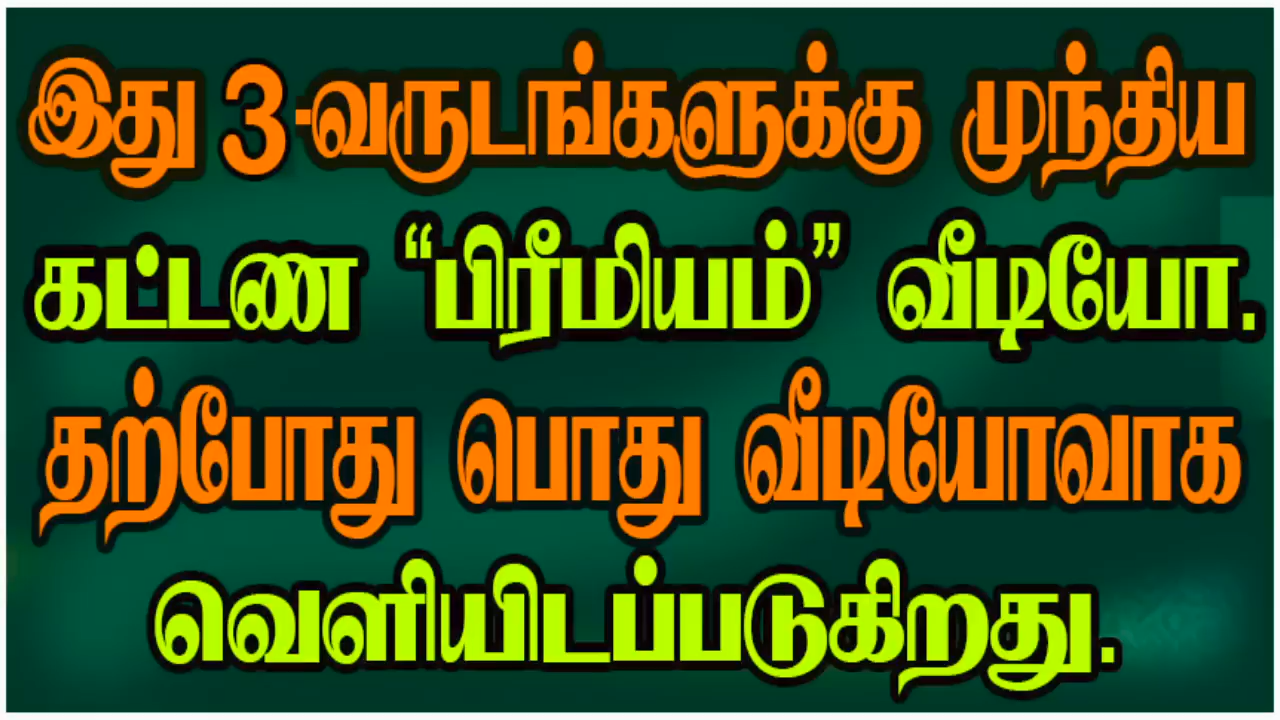 இது 3-வருடங்களுக்கு முந்திய
கட்டண “பிரீமியம்” வீடியோ.
தற்போது பொது வீடியோவாக
வெளியிடப்படுகிறது.